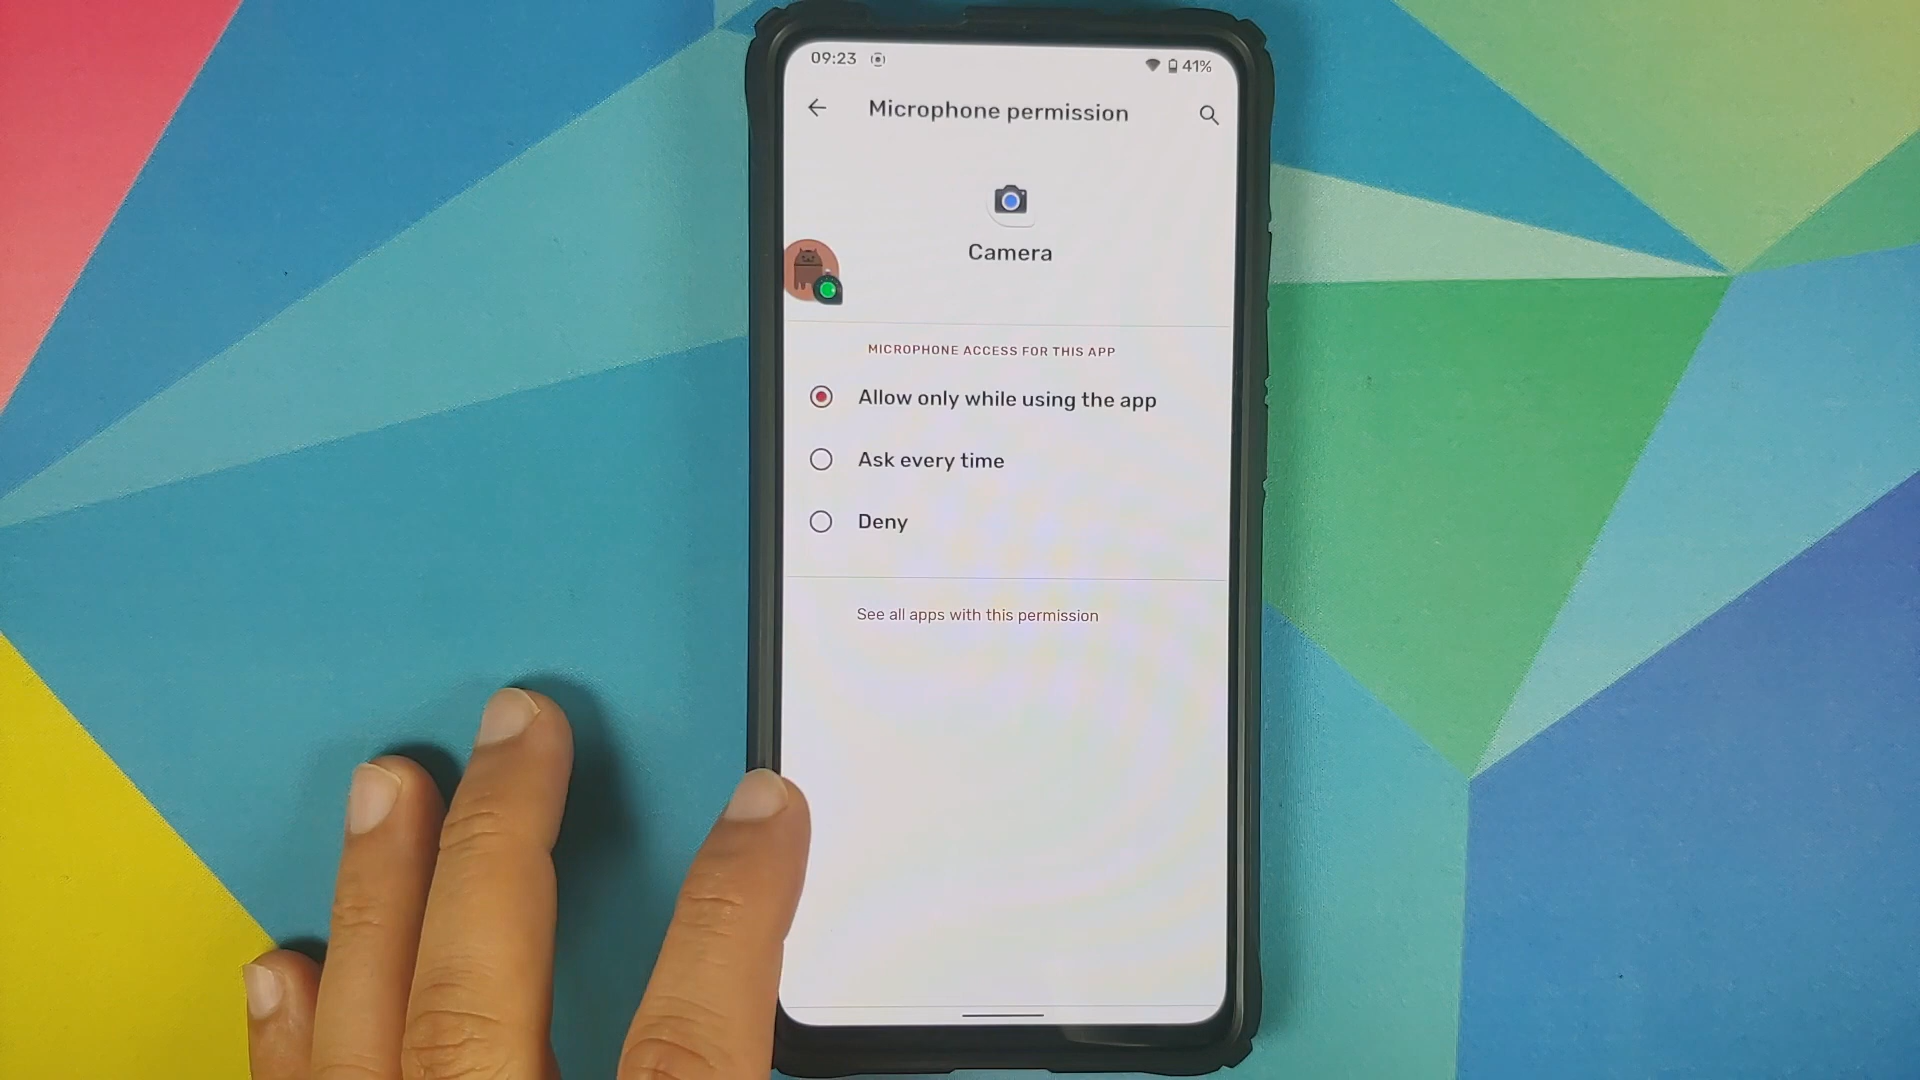 09:23 41%
Microphone permission
Camera
MICROPHONE ACCESS FOR THIS APP
Allow only while using the app
Ask every time
Deny
See all apps with this permission